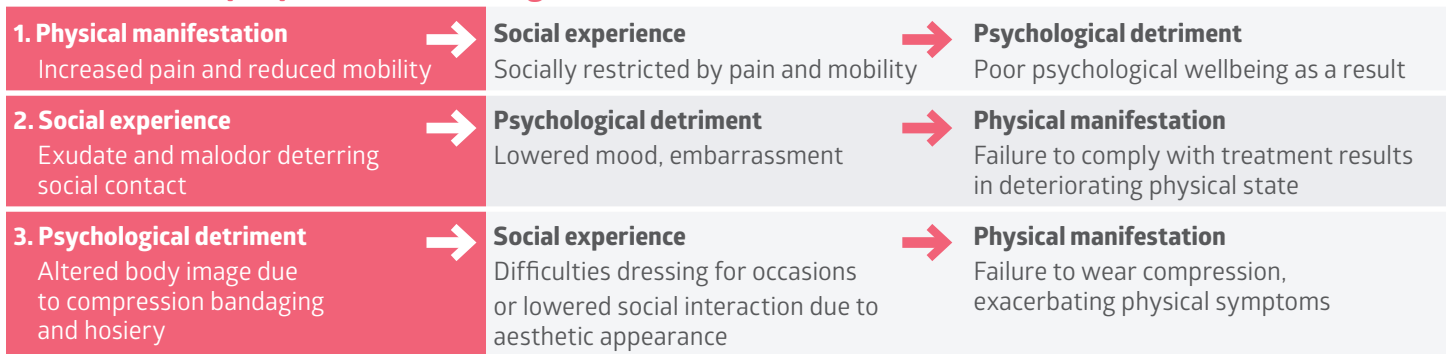 1. Physical manifestation
Increased pain and reduced mobility
Social experience
Socially restricted by pain and mobility
Psychological detriment
Poor psychological wellbeing as a result
2. Social experience
Exudate and malodor deterring
social contact
Psychological detriment
Lowered mood, embarrassment
Physical manifestation
Failure to comply with treatment results
in deteriorating physical state
3. Psychological detriment
Altered body image due
to compression bandaging
and hosiery
Social experience
Difficulties dressing for occasions
or lowered social interaction due to
aesthetic appearance
Physical manifestation
Failure to wear compression,
exacerbating physical symptoms